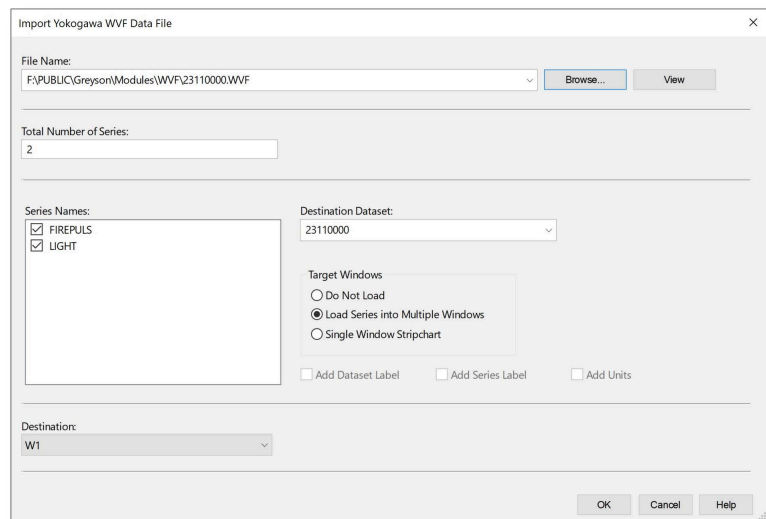 Import Yokogawa WVF Data File
File Name:
F:\PUBLIC\Greyson\Modules\WVF\23110000.WVF
Browse...
View
Total Number of Series:
2
Series Names:
FIREPULS
LIGHT
Destination Dataset:
23110000
Target Windows
Do Not Load
Load Series into Multiple Windows
Single Window Stripchart
Add Dataset Label
Add Series Label
Add Units
Destination:
W1
OK
Cancel
Help